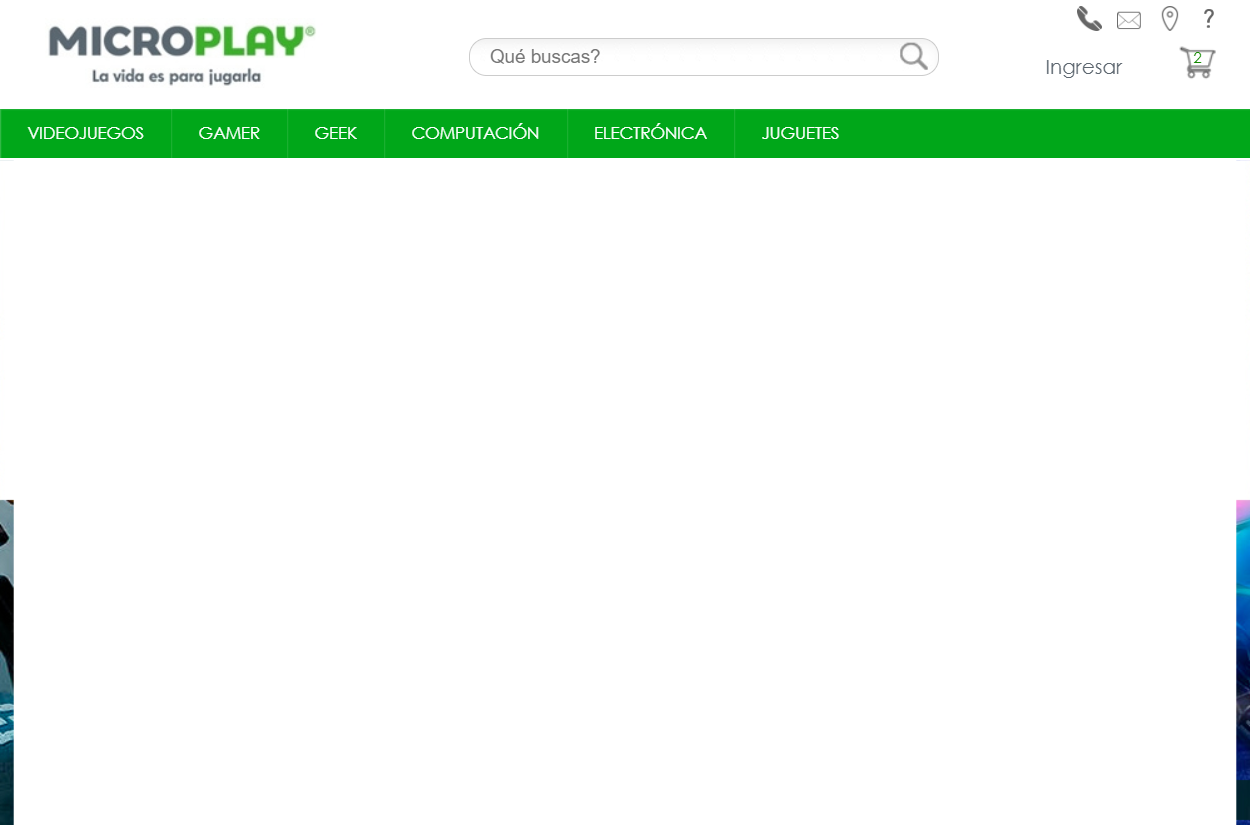 MICROPLAY®
La vida es para jugarla
Qué buscas?
?
Ingresar
2
VIDEOJUEGOS GAMER GEEK COMPUTACIÓN ELECTRÓNICA JUGUETES